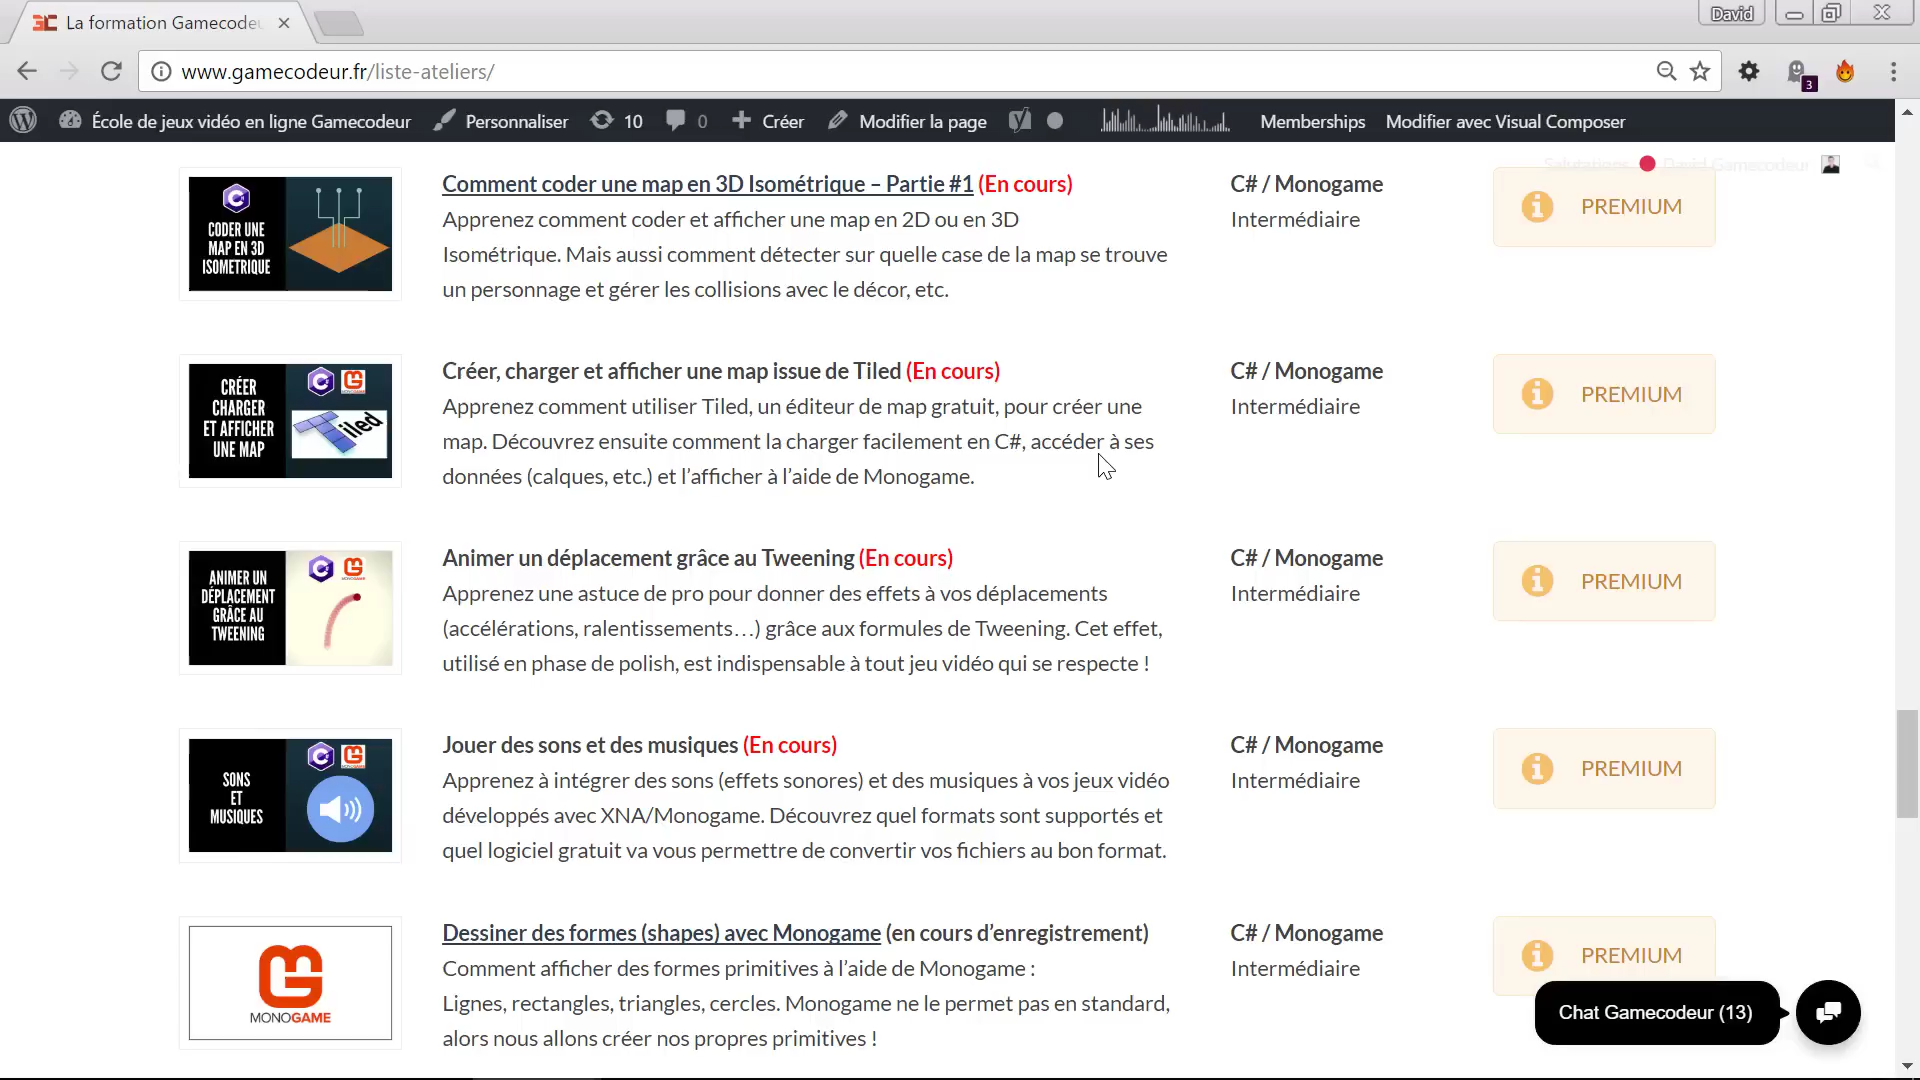 La formation Gamecodeu
David
www.gamecodeur.fr/liste-ateliers/
3
École de jeux vidéo en ligne Gamecodeur
Personnaliser
10
0
Créer
Modifier la page
Memberships
Modifier avec Visual Composer
Salutations
David Gamecodeur
CODER UNE
MAP EN 3D
ISOMETRIQUE
Comment coder une map en 3D Isométrique – Partie #1 (En cours)
Apprenez comment coder et afficher une map en 2D ou en 3D
Isométrique. Mais aussi comment détecter sur quelle case de la map se trouve
un personnage et gérer les collisions avec le décor, etc.
C# / Monogame
Intermédiaire
PREMIUM
CRÉER
CHARGER
ET AFFICHER
UNE MAP
Tiled
Créer, charger et afficher une map issue de Tiled (En cours)
Apprenez comment utiliser Tiled, un éditeur de map gratuit, pour créer une
map. Découvrez ensuite comment la charger facilement en C#, accéder à ses
données (calques, etc.) et l’afficher à l’aide de Monogame.
C# / Monogame
Intermédiaire
PREMIUM
ANIMER UN
DÉPLACEMENT
GRÂCE AU
TWEENING
Animer un déplacement grâce au Tweening (En cours)
Apprenez une astuce de pro pour donner des effets à vos déplacements
(accélérations, ralentissements…) grâce aux formules de Tweening. Cet effet,
utilisé en phase de polish, est indispensable à tout jeu vidéo qui se respecte !
C# / Monogame
Intermédiaire
PREMIUM
SONS
ET
MUSIQUES
Jouer des sons et des musiques (En cours)
Apprenez à intégrer des sons (effets sonores) et des musiques à vos jeux vidéo
développés avec XNA/Monogame. Découvrez quel formats sont supportés et
quel logiciel gratuit va vous permettre de convertir vos fichiers au bon format.
C# / Monogame
Intermédiaire
PREMIUM
MONOGAME
Dessiner des formes (shapes) avec Monogame (en cours d’enregistrement)
Comment afficher des formes primitives à l’aide de Monogame :
Lignes, rectangles, triangles, cercles. Monogame ne le permet pas en standard,
alors nous allons créer nos propres primitives !
C# / Monogame
Intermédiaire
PREMIUM
Chat Gamecodeur (13)